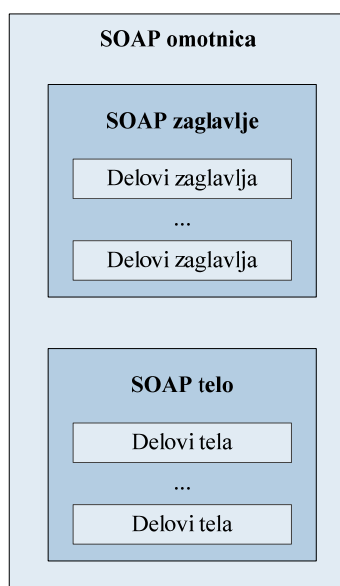 SOAP omotnica
SOAP zaglavlje
Delovi zaglavlja
...
Delovi zaglavlja
SOAP telo
Delovi tela
...
Delovi tela